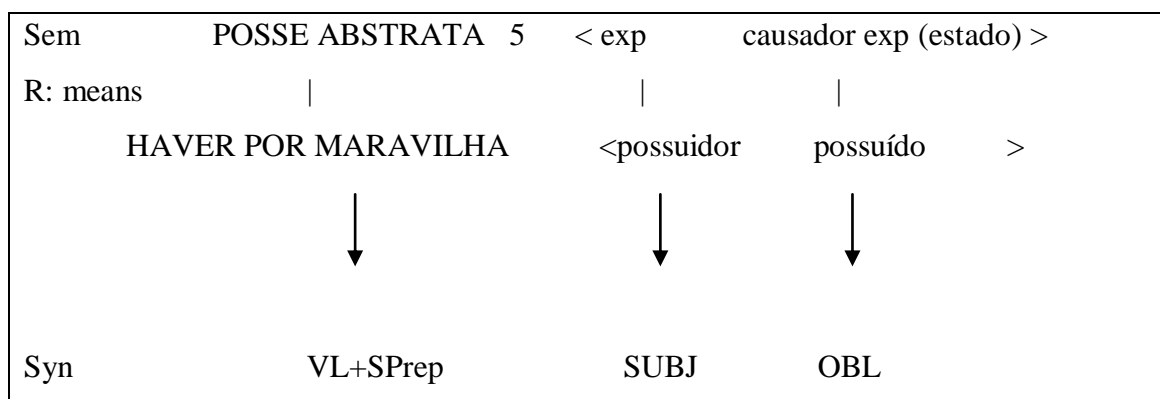 Sem POSSE ABSTRATA 5 < exp causador exp (estado) >
R: means | | |
HAVER POR MARAVILHA <possuidor possuído >
Syn VL+SPrep SUBJ OBL